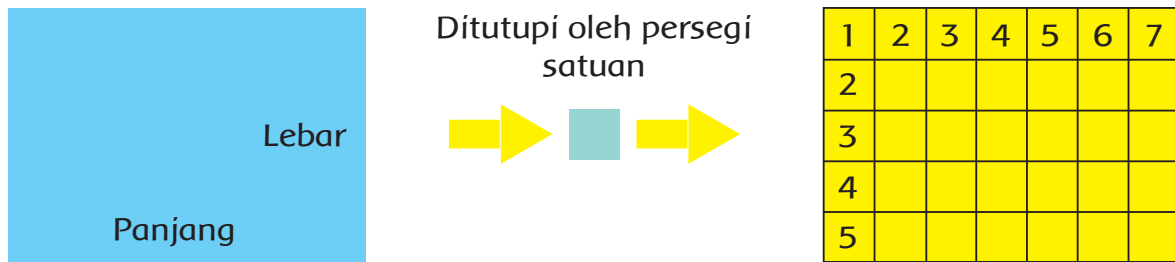 Lebar
Panjang
Ditutupi oleh persegi
satuan
1 2 3 4 5 6 7
2
3
4
5